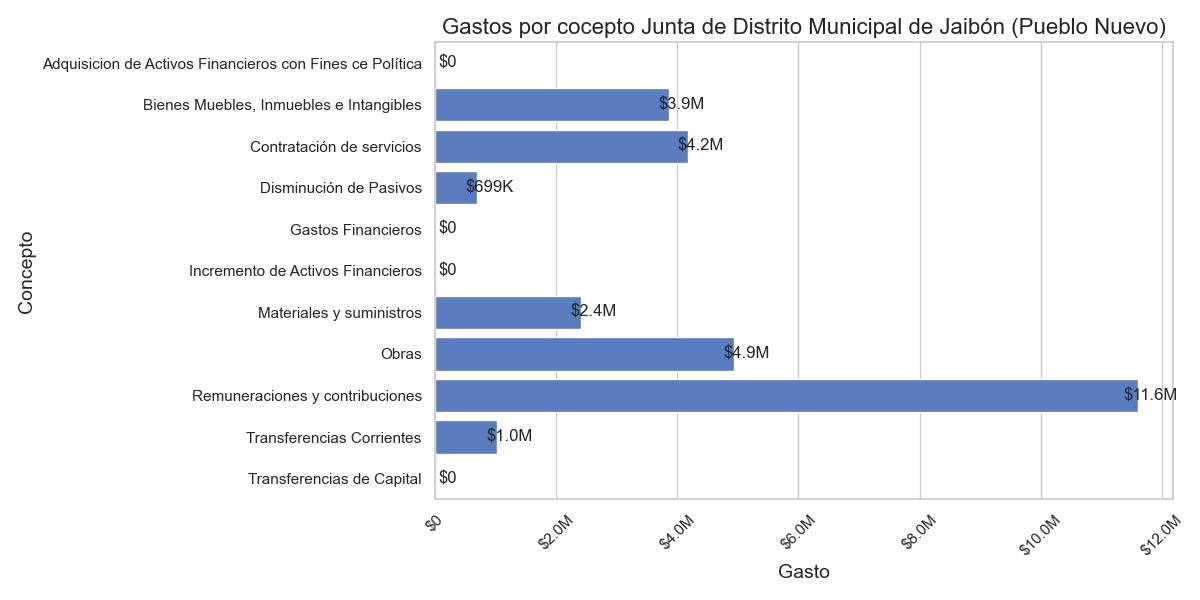 Gastos por cocepto Junta de Distrito Municipal de Jaibón (Pueblo Nuevo)
Concepto
Adquisicion de Activos Financieros con Fines ce Política $0
Bienes Muebles, Inmuebles e Intangibles $3.9M
Contratación de servicios $4.2M
Disminución de Pasivos $699K
Gastos Financieros $0
Incremento de Activos Financieros $0
Materiales y suministros $2.4M
Obras $4.9M
Remuneraciones y contribuciones $11.6M
Transferencias Corrientes $1.0M
Transferencias de Capital $0
$0 $2.0M $4.0M $6.0M $8.0M $10.0M $12.0M
Gasto